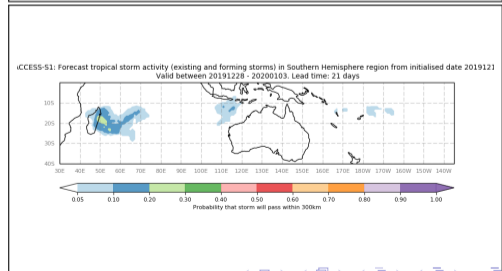 ACCESS-S1: Forecast tropical storm activity (existing and forming storms) in Southern Hemisphere region from initialised date 2019121
Valid between 20191228 - 20200103. Lead time: 21 days
10S
20S
30S
40S
30E 40E 50E 60E 70E 80E 90E 100E 110E 120E 130E 140E 150E 160E 170E 180W 170W 160W 150W 140W
0.05 0.10 0.20 0.30 0.40 0.50 0.60 0.70 0.80 0.90 1.00
Probability that storm will pass within 300km